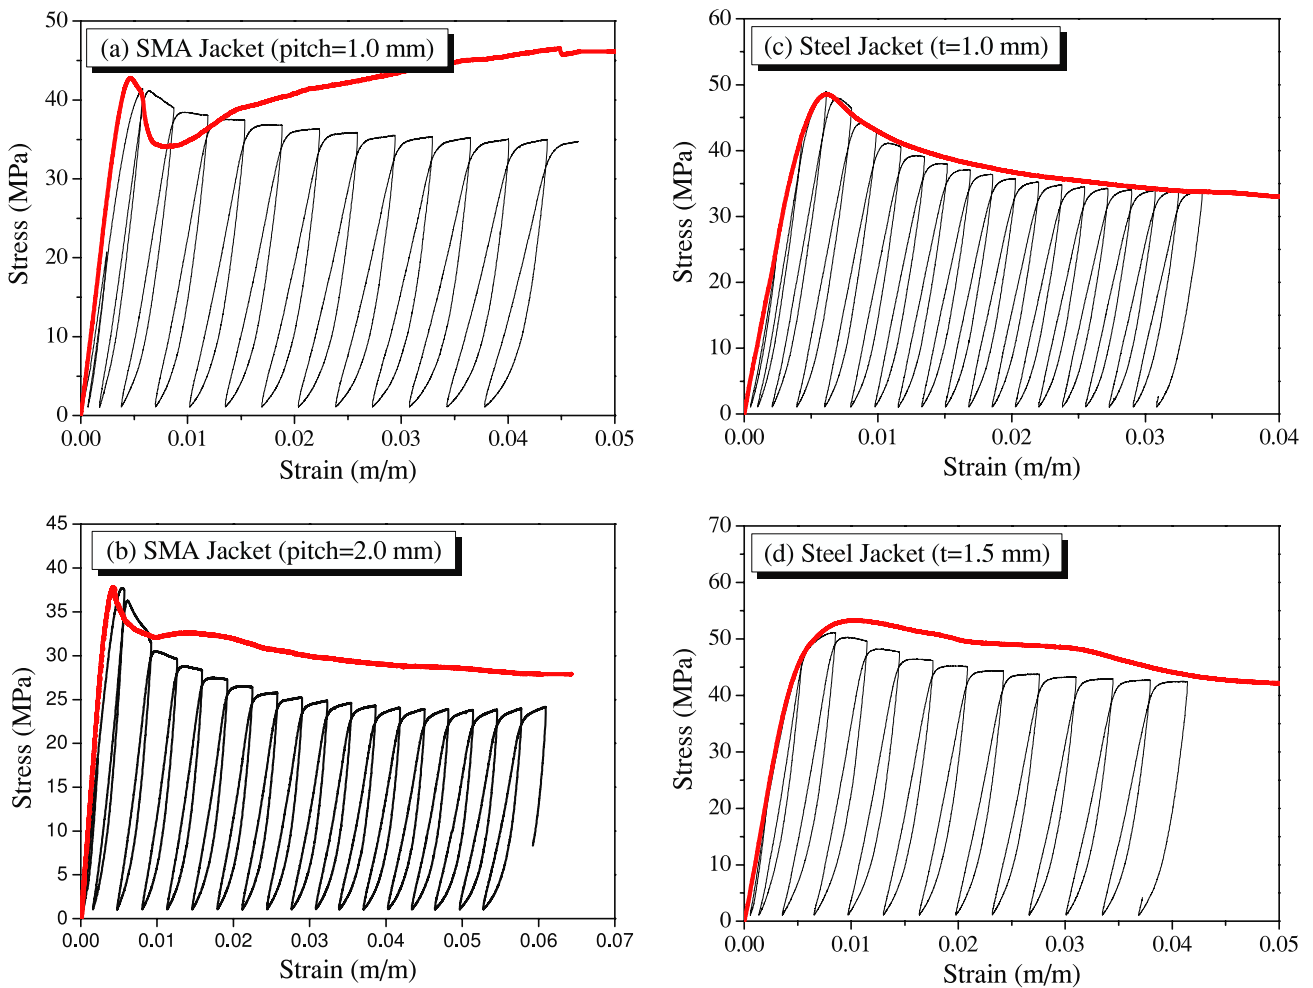 (a) SMA Jacket (pitch=1.0 mm)
Stress (MPa)
50
40
30
20
10
0
0.00 0.01 0.02 0.03 0.04 0.05
Strain (m/m)
(c) Steel Jacket (t=1.0 mm)
Stress (MPa)
60
50
40
30
20
10
0
0.00 0.01 0.02 0.03 0.04
Strain (m/m)
(b) SMA Jacket (pitch=2.0 mm)
Stress (MPa)
45
40
35
30
25
20
15
10
5
0
0.00 0.01 0.02 0.03 0.04 0.05 0.06 0.07
Strain (m/m)
(d) Steel Jacket (t=1.5 mm)
Stress (MPa)
70
60
50
40
30
20
10
0
0.00 0.01 0.02 0.03 0.04 0.05
Strain (m/m)